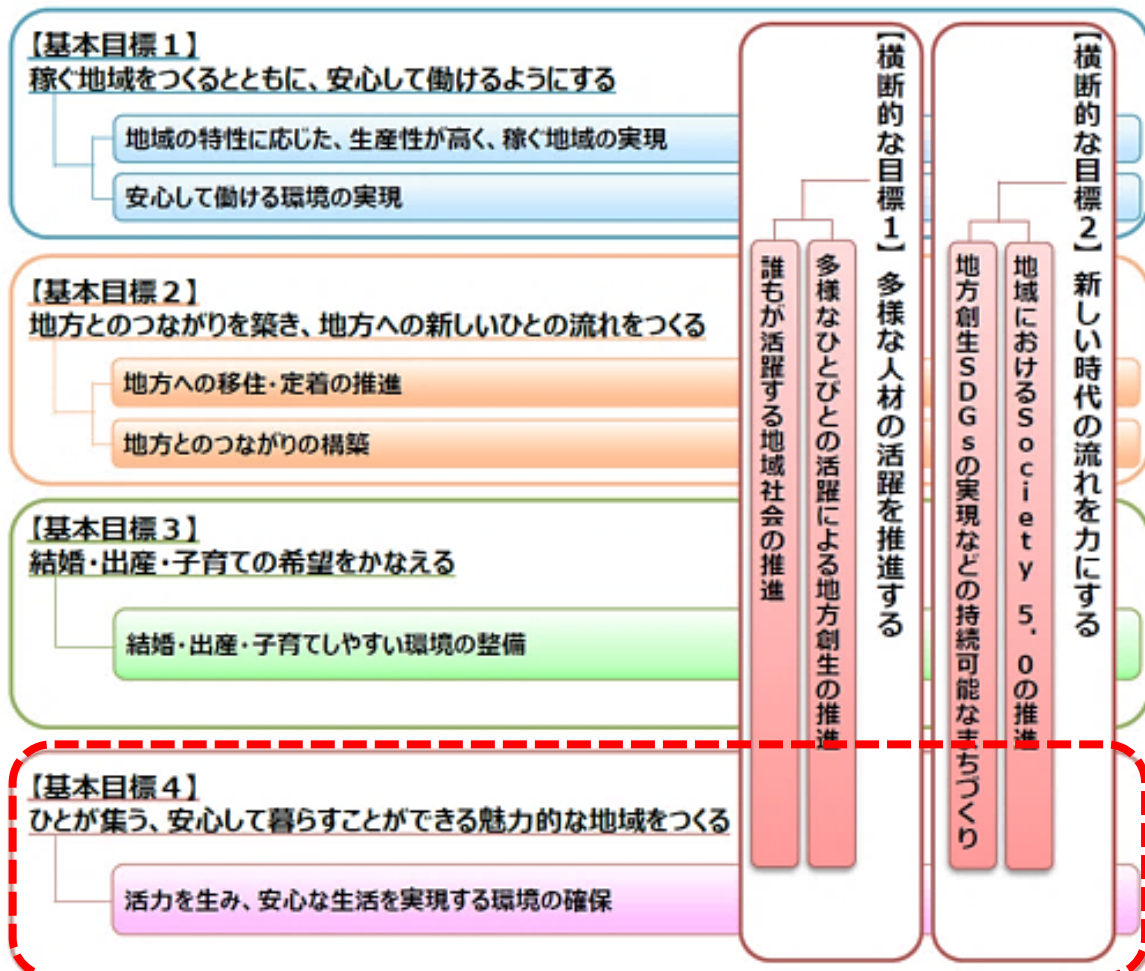 【基本目標1】
稼ぐ地域をつくるとともに、安心して働けるようにする
地域の特性に応じた、生産性が高く、稼ぐ地域の実現
安心して働ける環境の実現
【基本目標2】
地方とのつながりを築き、地方への新しいひとの流れをつくる
地方への移住・定着の推進
地方とのつながりの構築
【基本目標3】
結婚・出産・子育ての希望をかなえる
結婚・出産・子育てしやすい環境の整備
【基本目標4】
ひとが集う、安心して暮らすことができる魅力的な地域をつくる
活力を生み、安心な生活を実現する環境の確保
【横断的な目標1】多様な人材の活躍を推進する
多様なひとびとの活躍による地方創生の推進
誰もが活躍する地域社会の推進
【横断的な目標2】新しい時代の流れを力にする
地域におけるSociety 5.0の推進
地方創生SDGsの実現などの持続可能なまちづくり